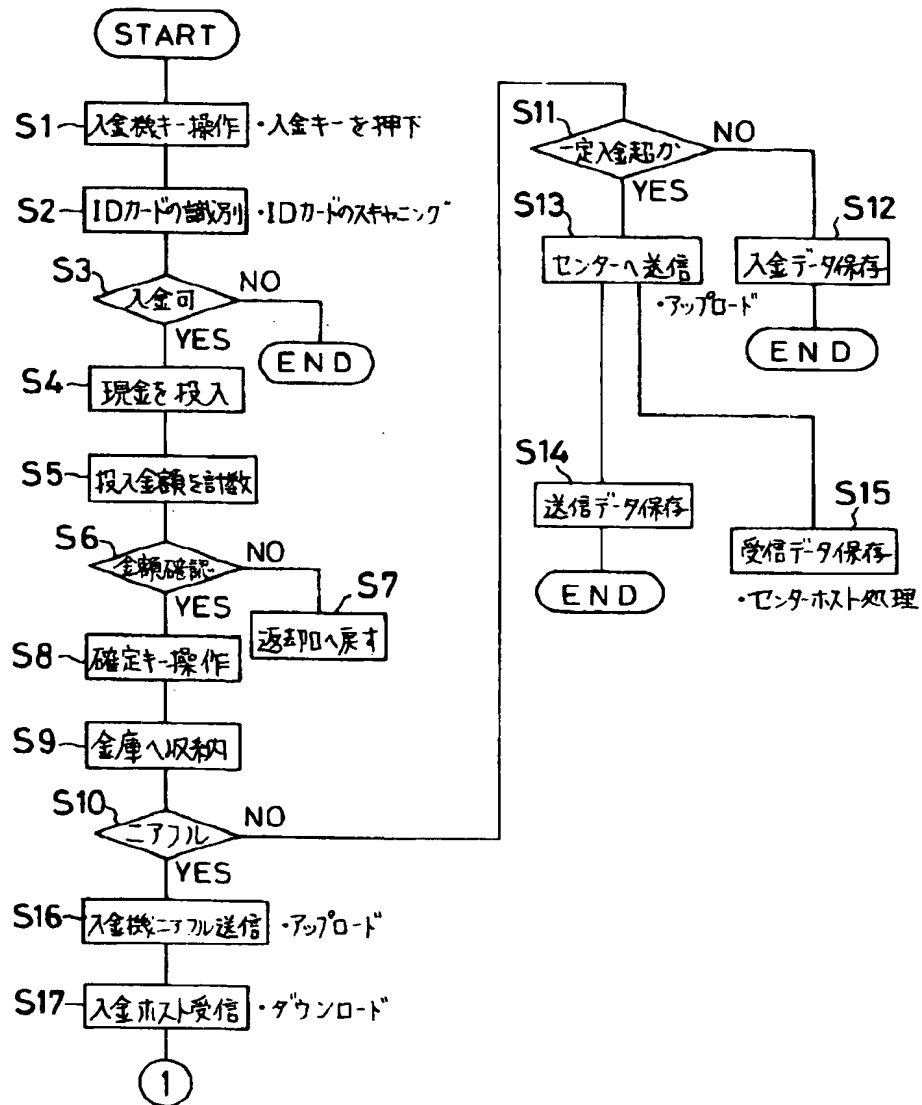 START
S1
入金機キー操作
・入金キーを押下
S2
IDカードの識別
・IDカードのスキャニング
S3
入金可
NO
YES
END
S4
現金を投入
S5
投入金額を計数
S6
金額確認
NO
YES
S7
返却口へ戻す
S8
確定キー操作
S9
金庫へ収納
S10
ニアフル
NO
YES
S16
入金機ニアフル送信
・アップロード
S17
入金ホスト受信
・ダウンロード
1
S11
一定入金超か
NO
YES
S12
入金データ保存
END
S13
センターへ送信
・アップロード
S14
送信データ保存
END
S15
受信データ保存
・センターホスト処理